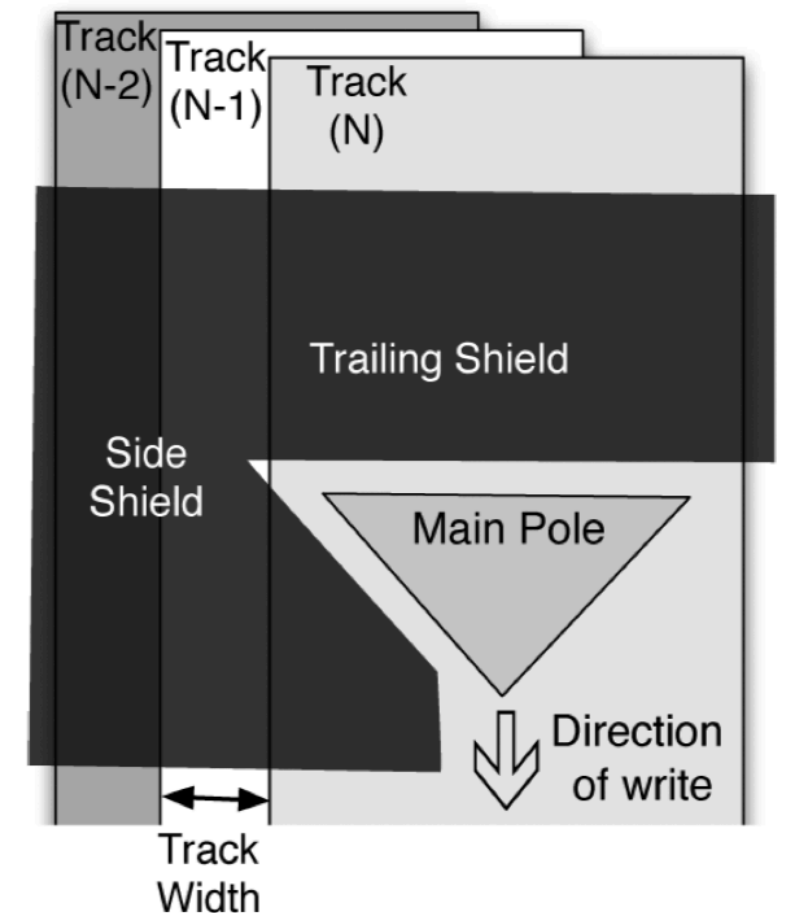 Track
(N-2)
Track
(N-1)
Track
(N)
Trailing Shield
Side
Shield
Main Pole
Direction
of write
Track
Width